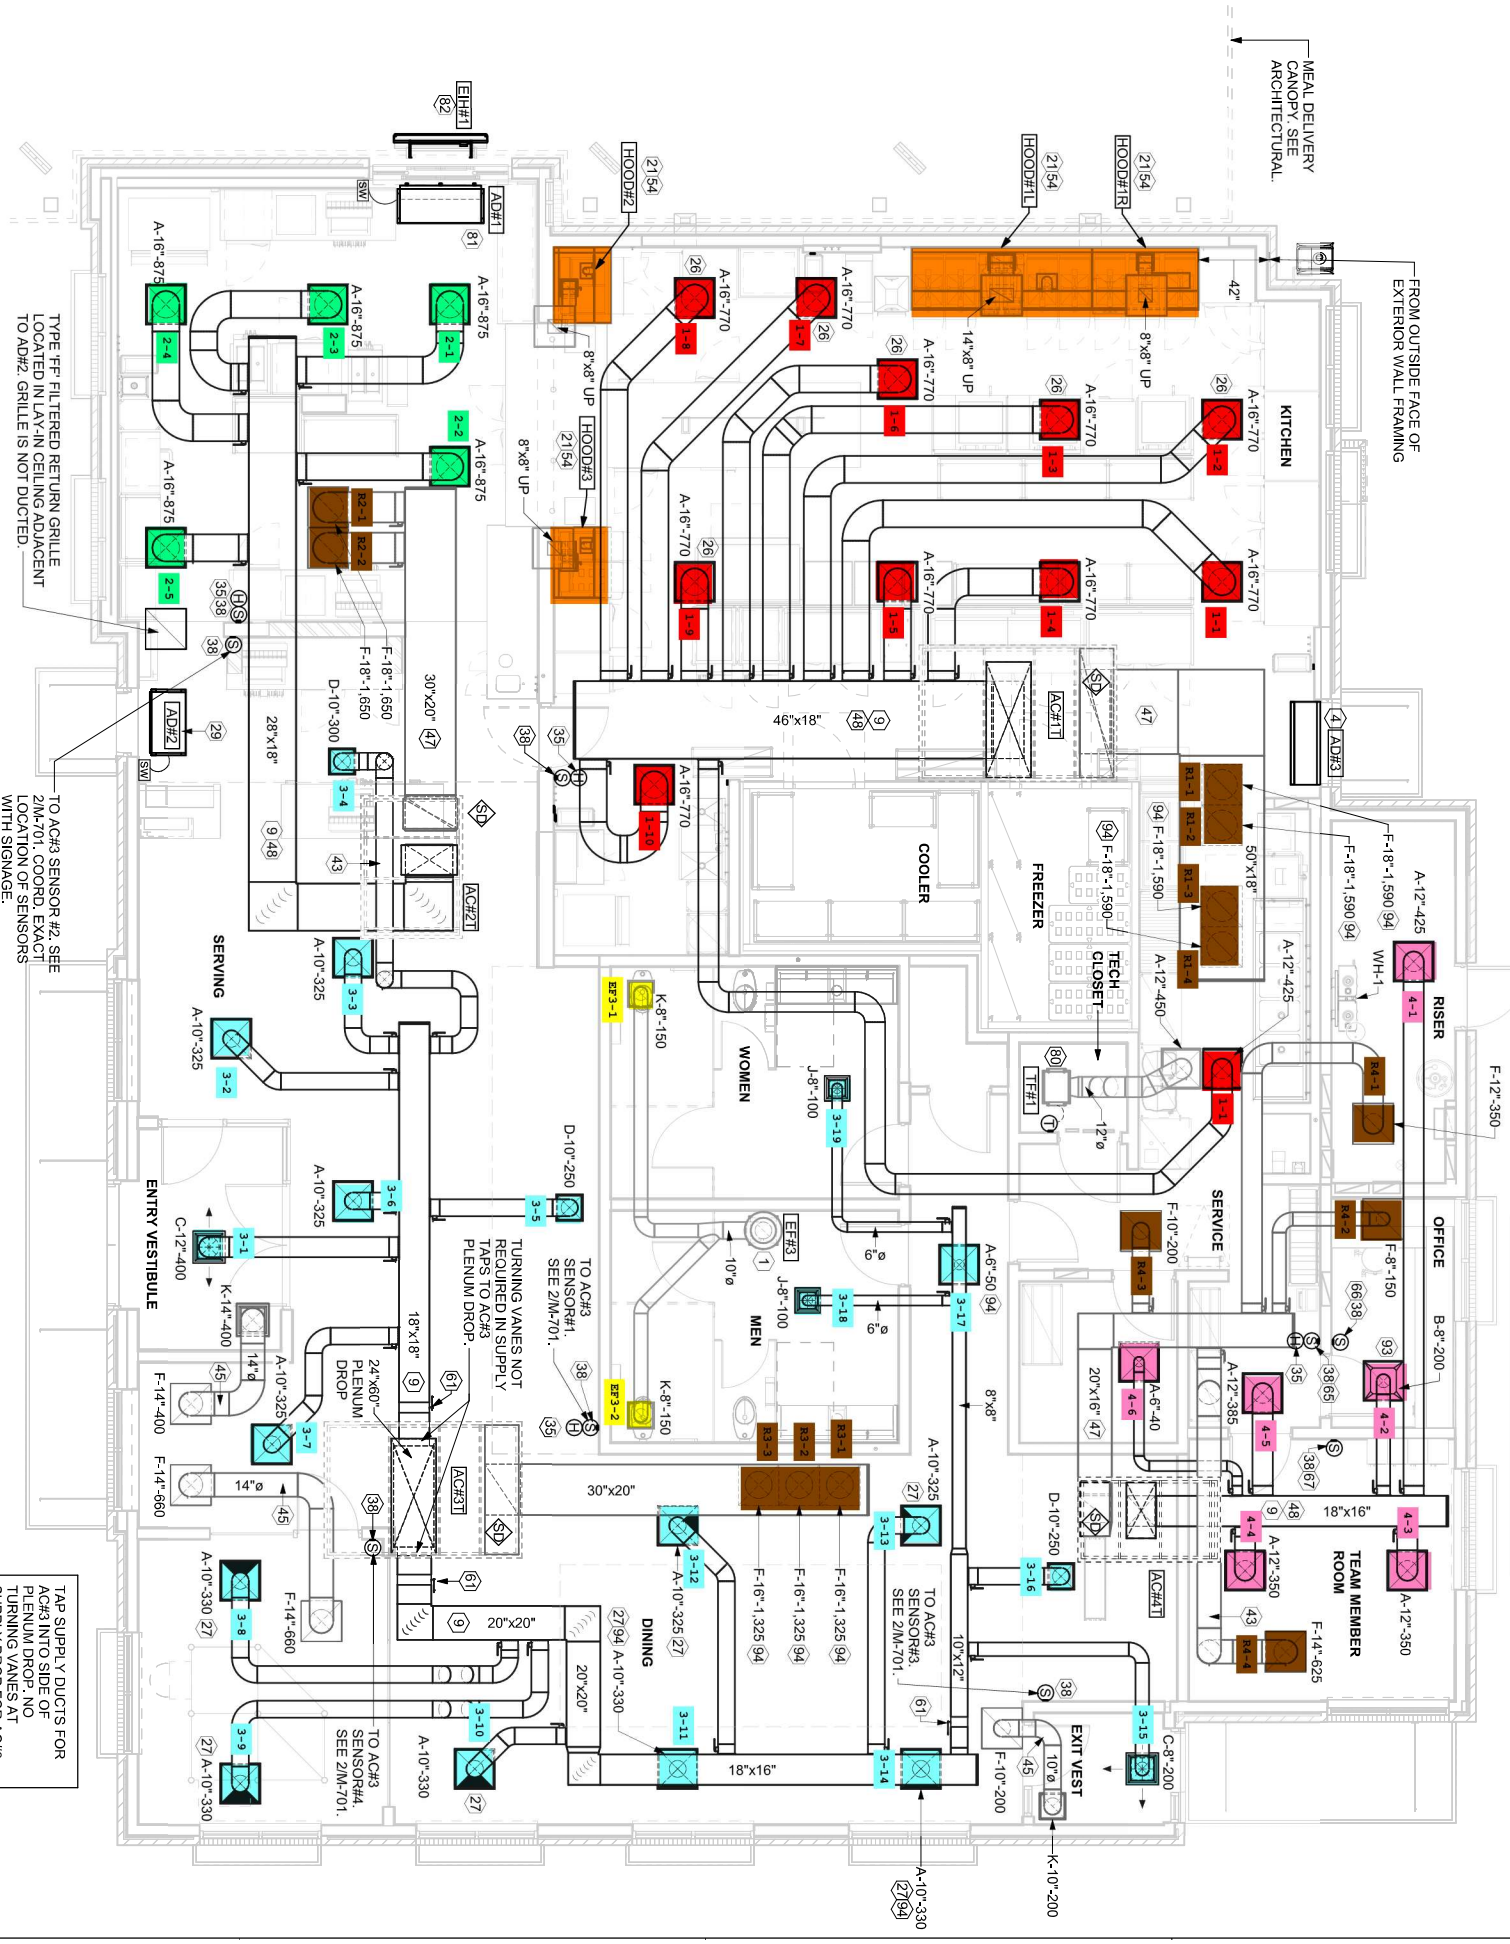 MEAL DELIVERY
CANOPY. SEE
ARCHITECTURAL.
FROM OUTSIDE FACE OF
EXTERIOR WALL FRAMING
42"
21 54
HOOD#1R
21 54
HOOD#1L
21 54
HOOD#2
8"x8" UP
14"x8" UP
8"x8" UP
HOOD#3
21 54
8"x8" UP
EIH#1
82
AD#1
81
SW
KITCHEN
A-16"-770
26
1-8
A-16"-770
26
1-7
A-16"-770
26
1-6
A-16"-770
26
1-3
A-16"-770
26
1-2
A-16"-770
26
1-9
A-16"-770
1-5
A-16"-770
1-4
A-16"-770
1-1
A-16"-770
1-10
A-16"-875
2-4
A-16"-875
2-3
A-16"-875
2-1
A-16"-875
2-2
A-16"-875
2-5
R2-1
R2-2
F-18"-1,650
F-18"-1,650
TYPE 'FF' FILTERED RETURN GRILLE
LOCATED IN LAY-IN CEILING ADJACENT
TO AD#2. GRILLE IS NOT DUCTED.
H S
35 38
S
38
30"x20"
47
28"x18"
D-10"-300
3-4
9 48
43
SD
AC#2T
AD#2
29
SW
TO AC#3 SENSOR #2. SEE
2/M-701. COORD. EXACT
LOCATION OF SENSORS
WITH SIGNAGE.
46"x18"
48 9
AC#1T
SD
47
4
AD#3
35
38
S H
R1-1
R1-2
R1-3
R1-4
50"x18"
F-18"-1,590 94
F-18"-1,590 94
94 F-18"-1,590
94 F-18"-1,590
COOLER
FREEZER
TECH
CLOSET
A-12"-450
A-12"-425
A-12"-425
4-1
WH-1
RISER
F-12"-350
R4-1
80
TF#1
T
12"ø
1-1
SERVING
A-10"-325
3-3
A-10"-325
3-2
K-8"-150
EF3-1
WOMEN
J-8"-100
3-19
D-10"-250
3-5
A-10"-325
3-6
ENTRY VESTIBULE
C-12"-400
3-1
EF#3
1
10"ø
6"ø
A-6"-50 94
3-17
J-8"-100
3-18
6"ø
MEN
K-8"-150
EF3-2
SERVICE
F-10"-200
R4-3
R4-2
F-8"-150
OFFICE
B-8"-200
93
66 38
S
H S
35
38 65
4-2
A-12"-385
4-5
A-6"-40
4-6
20"x16" 47
S
38 67
TO AC#3
SENSOR#1.
SEE 2/M-701.
38
S
35 H
TURNING VANES NOT
REQUIRED IN SUPPLY
TAPS TO AC#3
PLENUM DROP.
K-14"-400
14"ø
45
F-14"-400
A-10"-325
3-7
18"x18"
9
24"x60"
PLENUM
DROP
61
AC#3T
SD
F-14"-660
14"ø
45
F-14"-660
38
S
61
R3-3
R3-2
R3-1
30"x20"
F-16"-1,325 94
F-16"-1,325 94
F-16"-1,325 94
8"x8"
A-10"-325
27
3-13
3-12
A-10"-325 27
D-10"-250
3-16
SD
AC#4T
9 48
18"x16"
4-4
A-12"-350
4-3
A-12"-350
TEAM MEMBER
ROOM
43
R4-4
F-14"-625
A-10"-330 27
3-8
9
20"x20"
20"x20"
DINING
27 94 A-10"-330
3-11
TO AC#3
SENSOR#3.
SEE 2/M-701.
10"x12"
38
S
61
3-10
TO AC#3
SENSOR#4.
SEE 2/M-701.
A-10"-330
27
3-9
27 A-10"-330
18"x16"
3-14
A-10"-330
27 94
F-10"-200
45
10"ø
EXIT VEST
3-15
C-8"-200
K-10"-200
TAP SUPPLY DUCTS FOR
AC#3 INTO SIDE OF
PLENUM DROP. NO
TURNING VANES AT